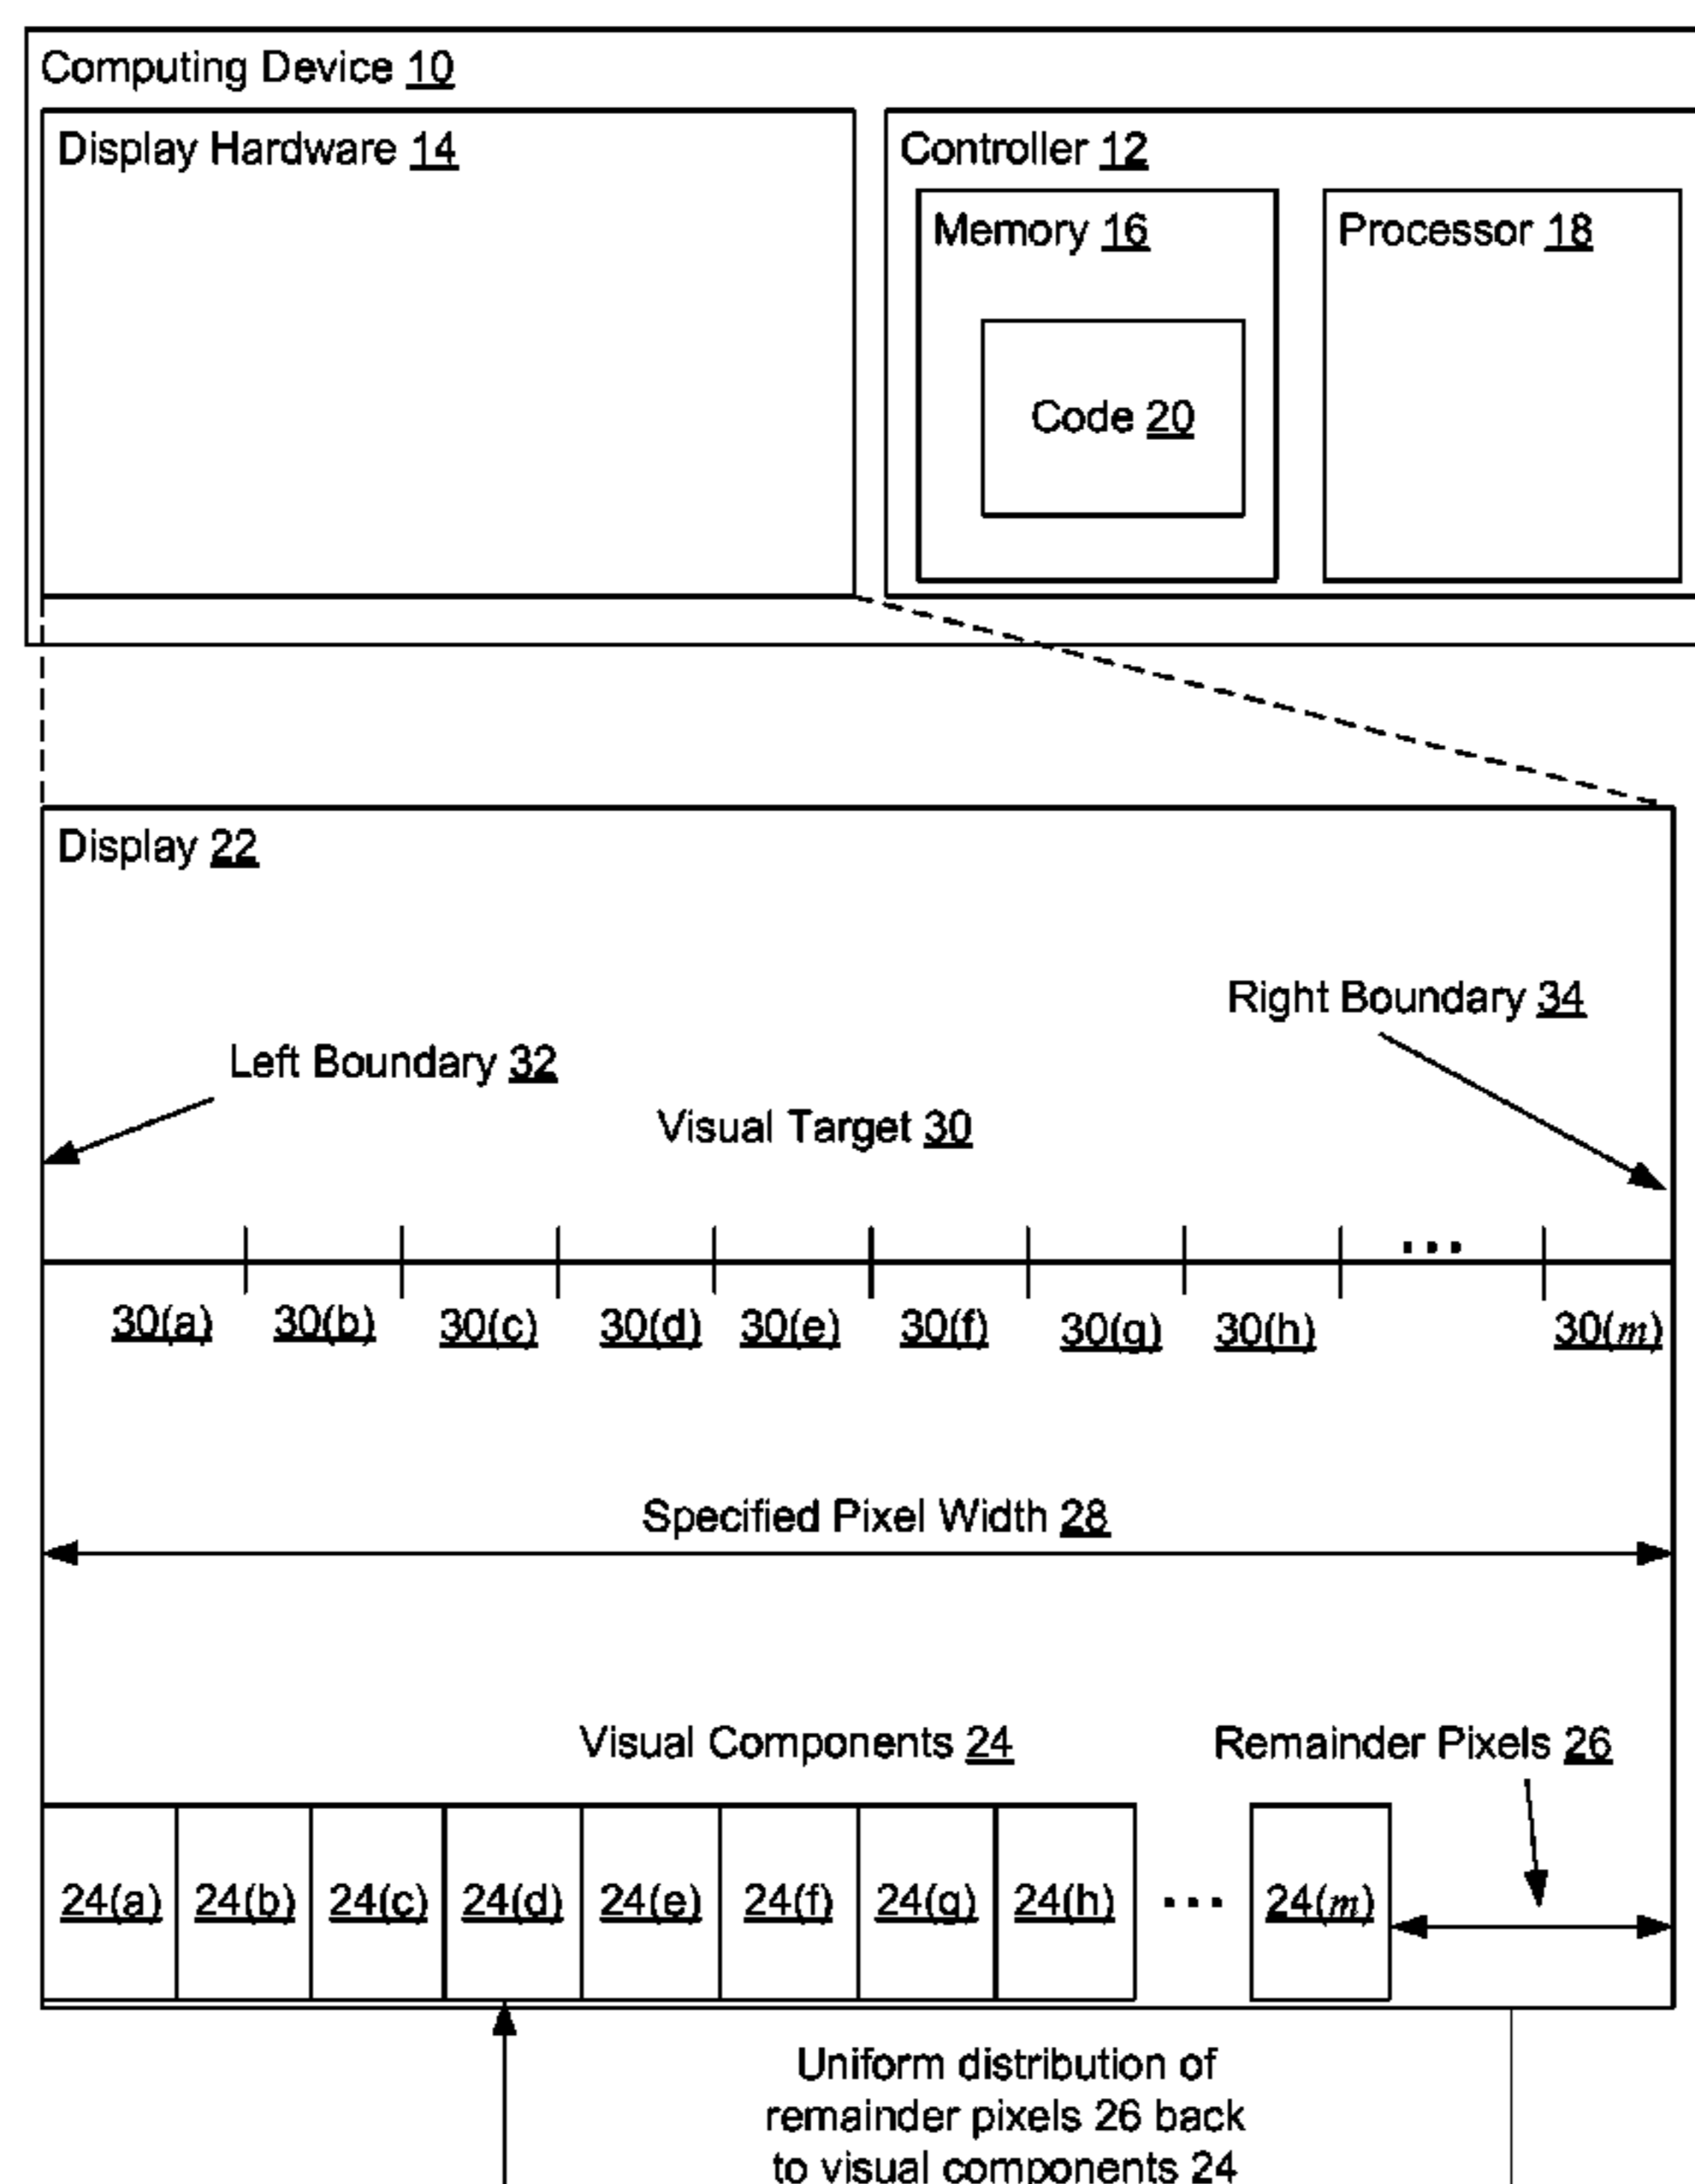 Computing Device 10
Display Hardware 14
Controller 12
Memory 16
Processor 18
Code 20
Display 22
Right Boundary 34
Left Boundary 32
Visual Target 30
...
30(a) 30(b) 30(c) 30(d) 30(e) 30(f) 30(g) 30(h) 30(m)
Specified Pixel Width 28
Visual Components 24
Remainder Pixels 26
24(a) 24(b) 24(c) 24(d) 24(e) 24(f) 24(g) 24(h) ... 24(m)
Uniform distribution of
remainder pixels 26 back
to visual components 24